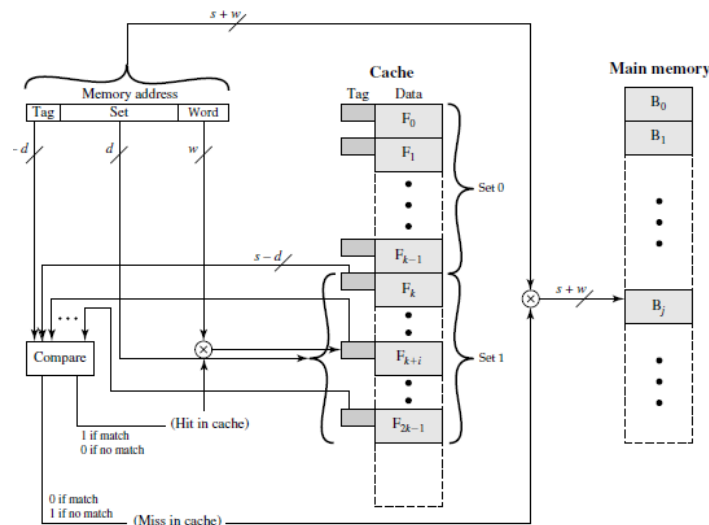 s + w
Cache
Main memory
Memory address
Tag Data
Tag Set Word
F0
B0
F1
B1
- d
d
w
Set 0
s – d
Fk–1
Fk
s + w
Bj
Compare
Fk+i
Set 1
(Hit in cache)
F2k–1
1 if match
0 if no match
0 if match
1 if no match
(Miss in cache)